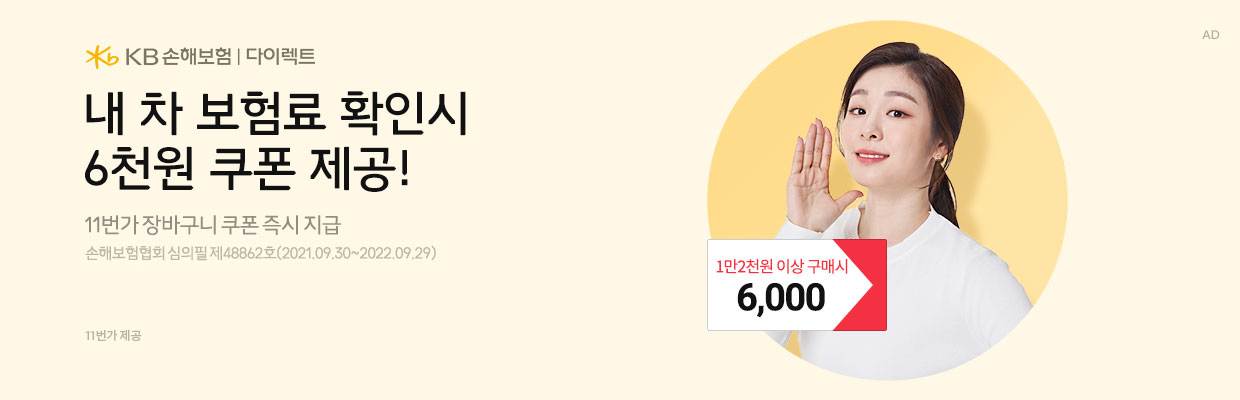 KB 손해보험 | 다이렉트
AD
내 차 보험료 확인시
6천원 쿠폰 제공!
11번가 장바구니 쿠폰 즉시 지급
손해보험협회 심의필 제48862호(2021.09.30~2022.09.29)
1만2천원 이상 구매시
6,000
11번가 제공